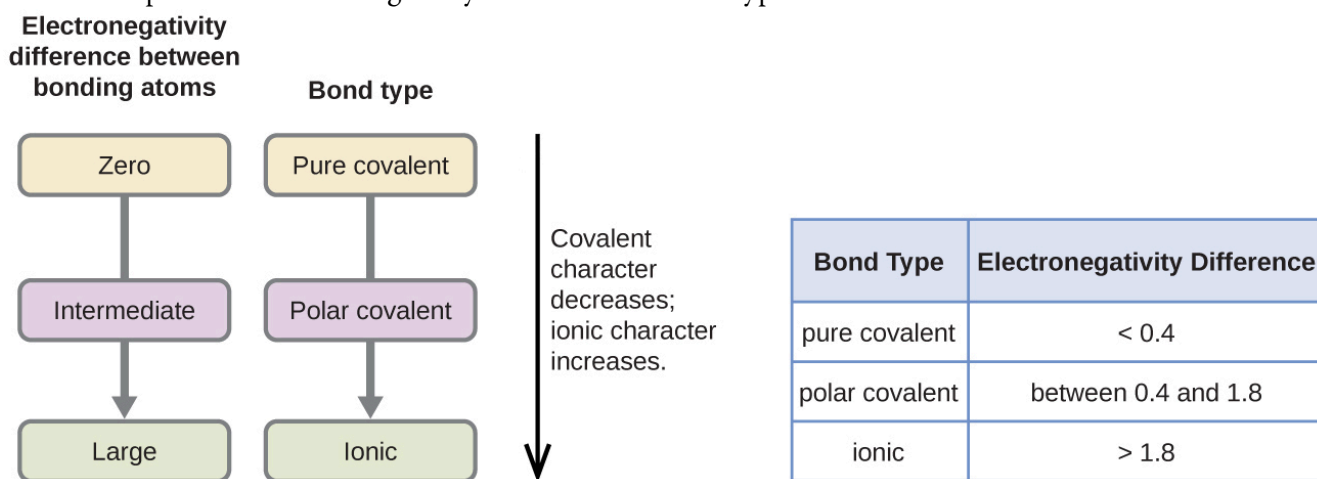 Electronegativity
difference between
bonding atoms
Bond type
Zero
Pure covalent
Intermediate
Polar covalent
Large
Ionic
Covalent
character
decreases;
ionic character
increases.
Bond Type Electronegativity Difference
pure covalent < 0.4
polar covalent between 0.4 and 1.8
ionic > 1.8